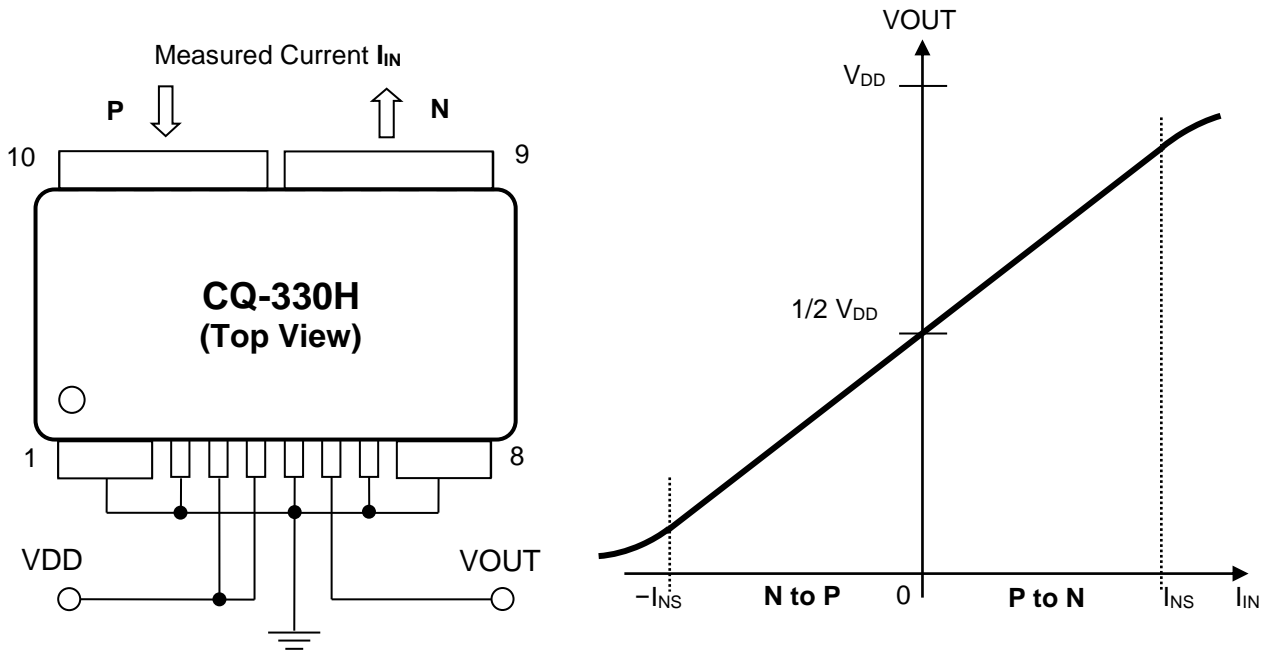 Measured Current IIN
P
N
10
9
CQ-330H
(Top View)
1
8
VDD
VOUT
VOUT
VDD
1/2 VDD
−INS
N to P
0
P to N
INS
IIN